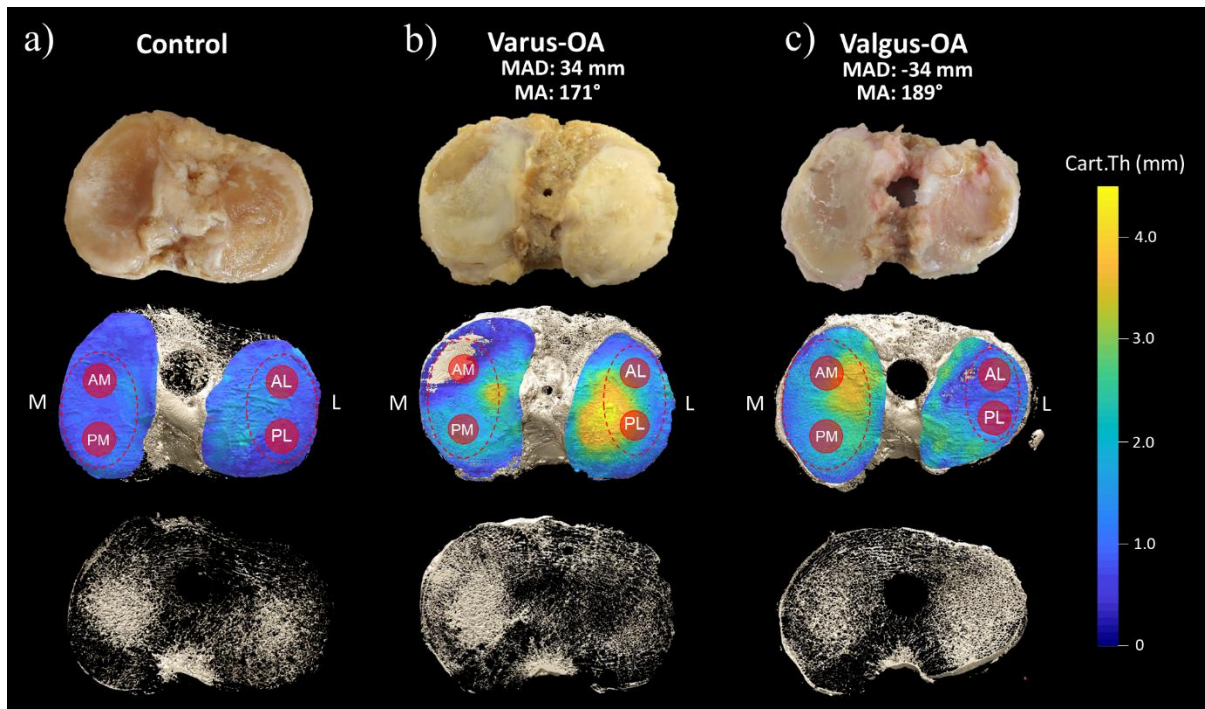 a) Control
b) Varus-OA
MAD: 34 mm
MA: 171°
c) Valgus-OA
MAD: -34 mm
MA: 189°
Cart.Th (mm)
4.0
3.0
2.0
1.0
0
M AM AL L
PM PL
M AM AL L
PM PL
M AM AL L
PM PL